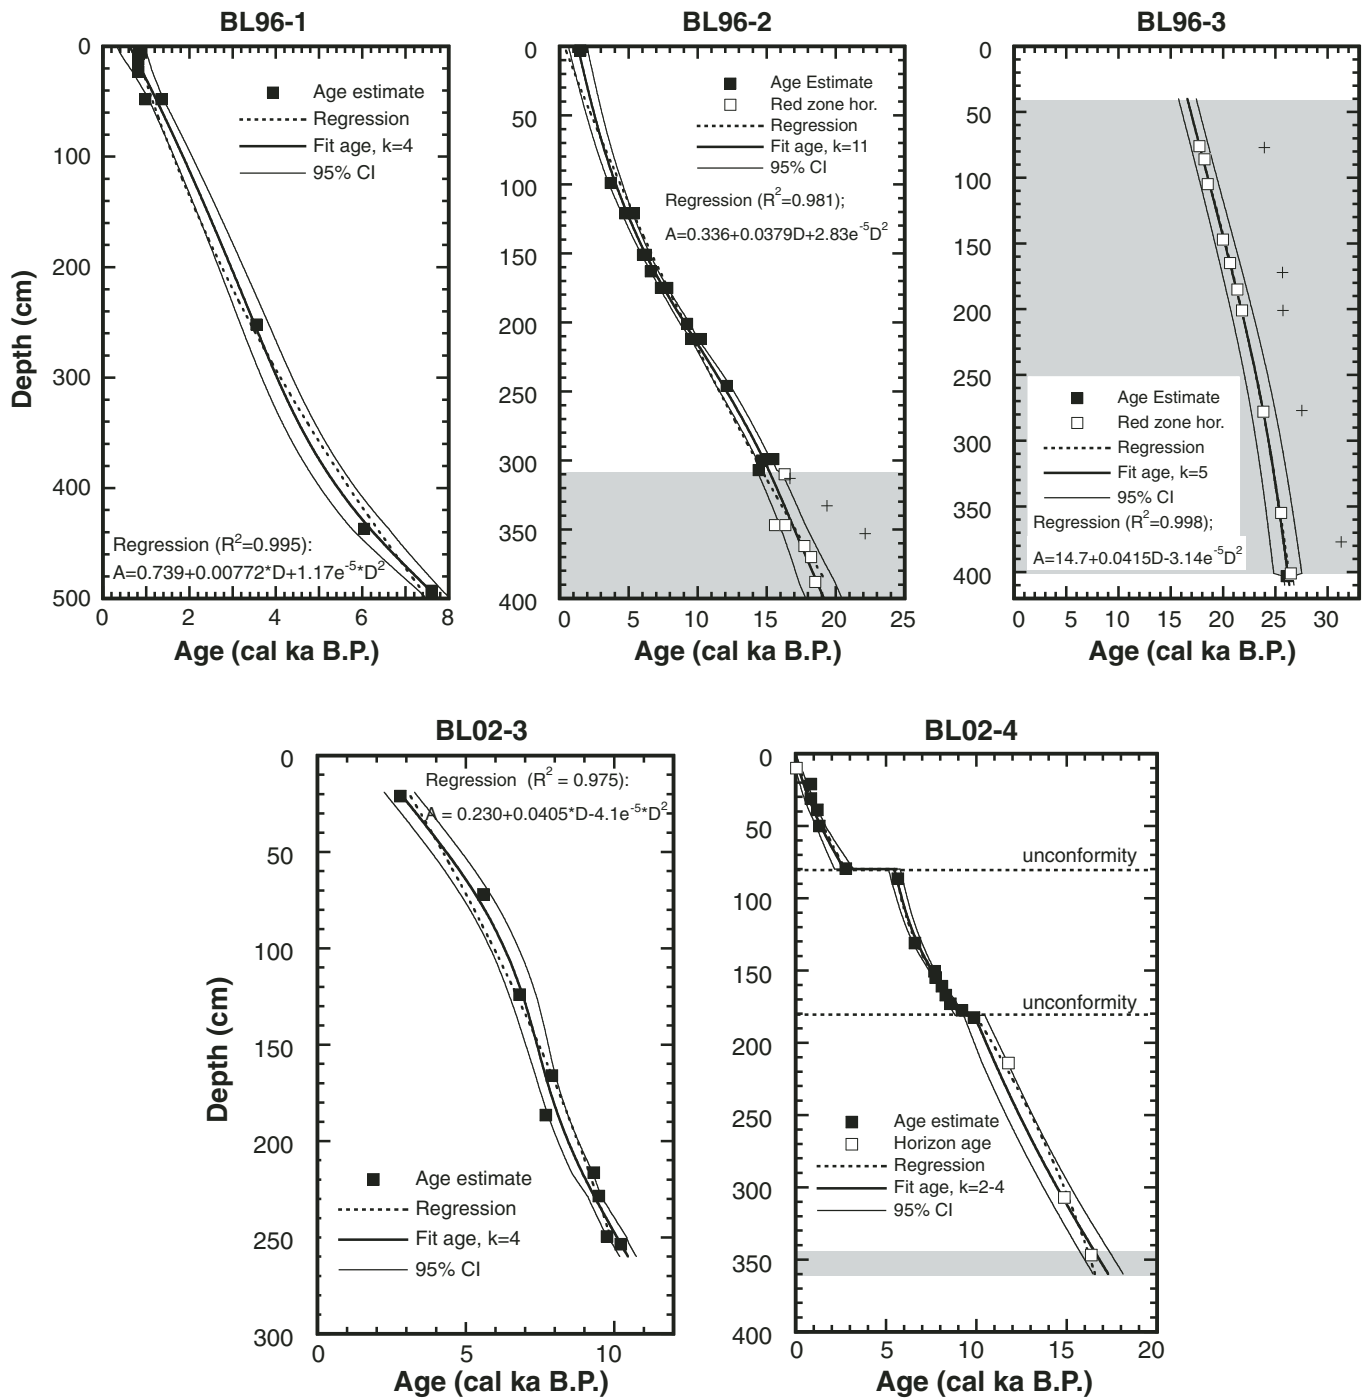 BL96-1
0
100
200
300
400
500
0 2 4 6 8
Depth (cm)
Age (cal ka B.P.)
Age estimate
Regression
Fit age, k=4
95% CI
Regression (R²=0.995):
A=0.739+0.00772*D+1.17e⁻⁵*D²
BL96-2
0
50
100
150
200
250
300
350
400
0 5 10 15 20 25
Age (cal ka B.P.)
Age Estimate
Red zone hor.
Regression
Fit age, k=11
95% CI
Regression (R²=0.981);
A=0.336+0.0379D+2.83e⁻⁵D²
BL96-3
0
50
100
150
200
250
300
350
400
0 5 10 15 20 25 30
Age (cal ka B.P.)
Age Estimate
Red zone hor.
Regression
Fit age, k=5
95% CI
Regression (R²=0.998);
A=14.7+0.0415D-3.14e⁻⁵D²
BL02-3
0
50
100
150
200
250
300
0 5 10
Depth (cm)
Age (cal ka B.P.)
Regression (R² = 0.975):
A = 0.230+0.0405*D-4.1e⁻⁵*D²
Age estimate
Regression
Fit age, k=4
95% CI
BL02-4
0
50
100
150
200
250
300
350
400
0 5 10 15 20
Age (cal ka B.P.)
unconformity
unconformity
Age estimate
Horizon age
Regression
Fit age, k=2-4
95% CI